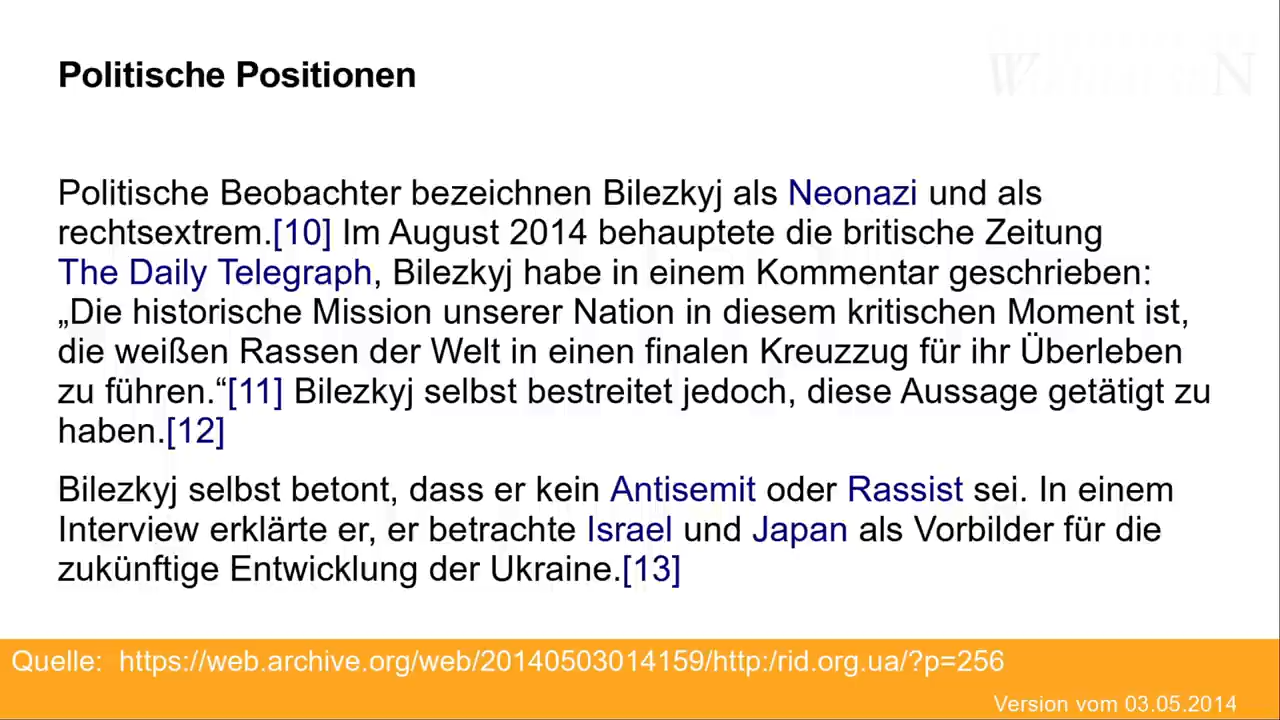 Politische Positionen
Politische Beobachter bezeichnen Bilezkyj als Neonazi und als
rechtsextrem.[10] Im August 2014 behauptete die britische Zeitung
The Daily Telegraph, Bilezkyj habe in einem Kommentar geschrieben:
„Die historische Mission unserer Nation in diesem kritischen Moment ist,
die weißen Rassen der Welt in einen finalen Kreuzzug für ihr Überleben
zu führen.“[11] Bilezkyj selbst bestreitet jedoch, diese Aussage getätigt zu
haben.[12]
Bilezkyj selbst betont, dass er kein Antisemit oder Rassist sei. In einem
Interview erklärte er, er betrachte Israel und Japan als Vorbilder für die
zukünftige Entwicklung der Ukraine.[13]
Quelle: https://web.archive.org/web/20140503014159/http:/rid.org.ua/?p=256
Version vom 03.05.2014